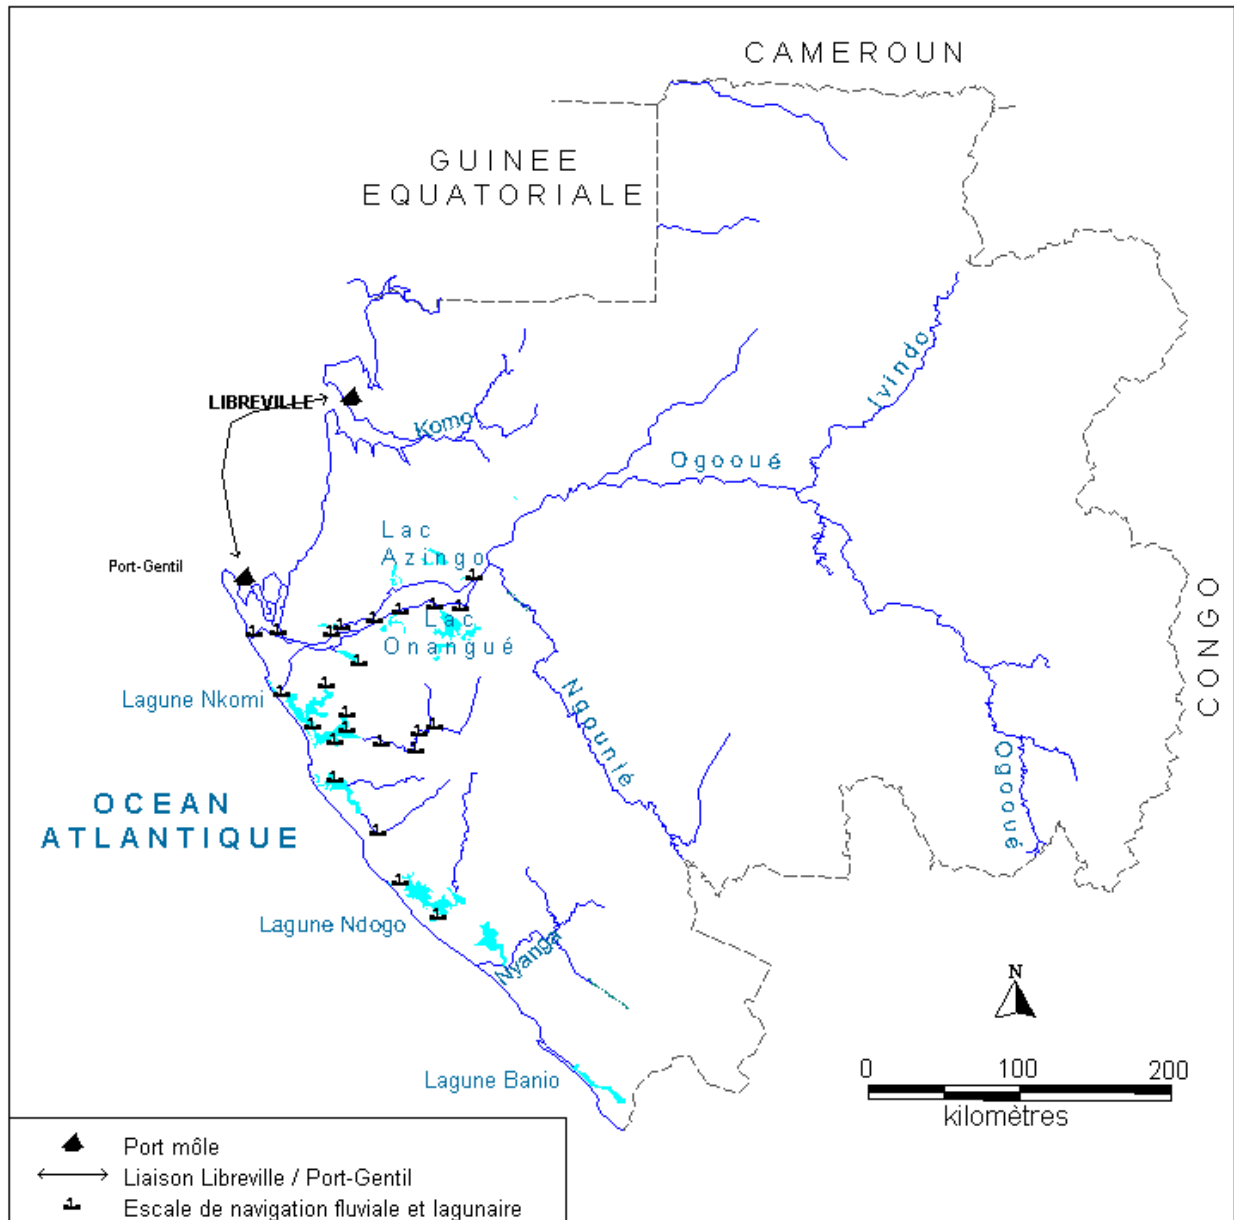 CAMEROUN
GUINEE
EQUATORIALE
Ivindo
LIBREVILLE
Komo
Ogooué
Lac
Azingo
Port-Gentil
CONGO
Lac
Onangué
Lagune Nkomi
Ngounié
Ogooué
OCEAN
ATLANTIQUE
Lagune Ndogo
Nyanga
N
0 100 200
kilomètres
Lagune Banio
Port môle
Liaison Libreville / Port-Gentil
Escale de navigation fluviale et lagunaire